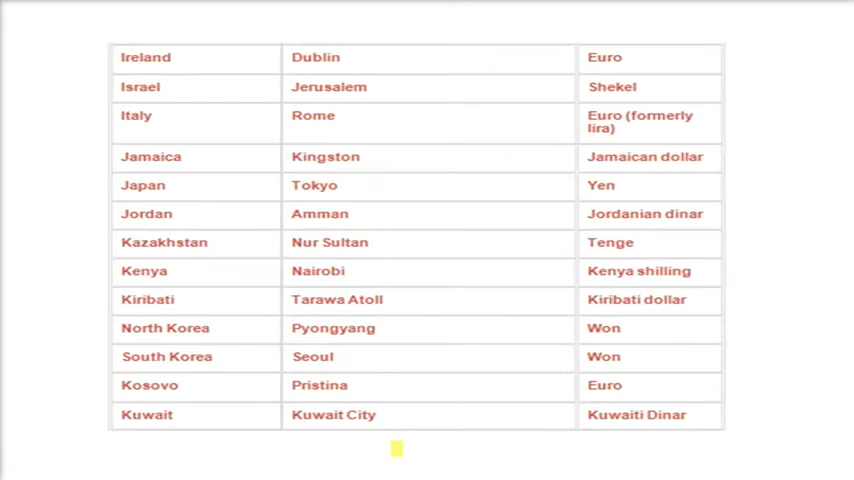 Ireland Dublin Euro
Israel Jerusalem Shekel
Italy Rome Euro (formerly
lira)
Jamaica Kingston Jamaican dollar
Japan Tokyo Yen
Jordan Amman Jordanian dinar
Kazakhstan Nur Sultan Tenge
Kenya Nairobi Kenya shilling
Kiribati Tarawa Atoll Kiribati dollar
North Korea Pyongyang Won
South Korea Seoul Won
Kosovo Pristina Euro
Kuwait Kuwait City Kuwaiti Dinar